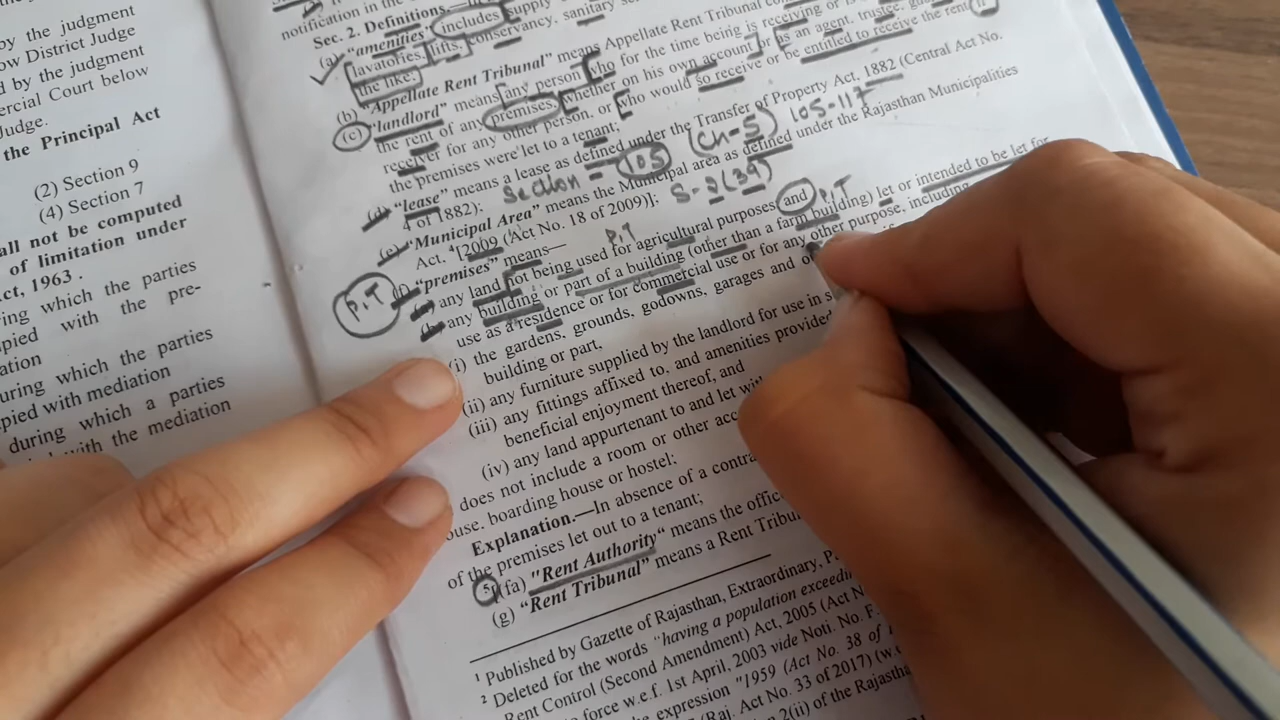 by the judgment
ow District Judge
d by the judgment
ercial Court below
Judge.
the Principal Act
(2) Section 9
(4) Section 7
all not be computed
of limitation under
ct, 1963 .
ring which the parties
upied with the pre-
ation
uring which the parties
pied with mediation
during which a parties
with the mediation
notification in the
Sec. 2. Definitions.—
(a) "amenities" includes supply
lavatories, lifts, conservancy, sanitary
the like;
(b) "Appellate Rent Tribunal" means Appellate Rent Tribunal
(c) "landlord" means any person who for the time being is receiving or is
the rent of any premises, whether on his own account or as an agent, trustee,
receiver for any other person, or who would so receive or be entitled to receive the rent if
the premises were let to a tenant;
(d) "lease" means a lease as defined under the Transfer of Property Act, 1882 (Central Act No.
4 of 1882); Section - 105 (Ch-5) 105-117
(e) "Municipal Area" means the Municipal area as defined under the Rajasthan Municipalities
Act. 4[2009 (Act No. 18 of 2009)]; S-2(39)
P.T (f) "premises" means— P.T P.T
any land not being used for agricultural purposes and
any building or part of a building (other than a farm building) let or intended to be let for
use as a residence or for commercial use or for any other purpose, including
(i) the gardens, grounds, godowns, garages and
building or part,
(ii) any furniture supplied by the landlord for use in
(iii) any fittings affixed to, and amenities provided
beneficial enjoyment thereof, and
(iv) any land appurtenant to and let
does not include a room or other
house, boarding house or hostel;
Explanation.—In absence of a
of the premises let out to a tenant;
5[(fa) "Rent Authority" means the
(g) "Rent Tribunal" means a Rent
1 Published by Gazette of Rajasthan, Extraordinary,
2 Deleted for the words "having a population
Rent Control (Second Amendment) Act, 2005 (Act
force w.e.f. 1st April, 2003 vide Noti. No. F.
the expression "1959 (Act No. 38 of
(Raj. Act No. 33 of 2017)
2(ii) of the